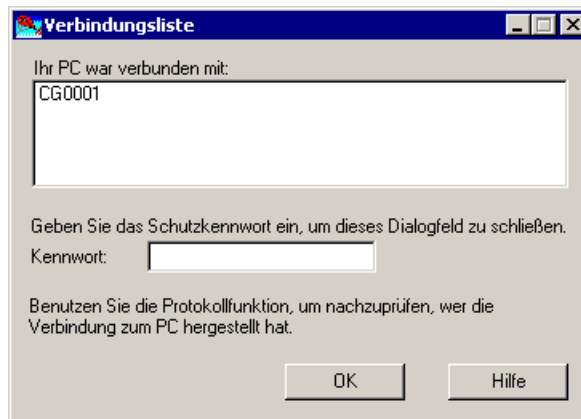 Verbindungsliste
Ihr PC war verbunden mit:
CG0001
Geben Sie das Schutzkennwort ein, um dieses Dialogfeld zu schließen.
Kennwort:
Benutzen Sie die Protokollfunktion, um nachzuprüfen, wer die
Verbindung zum PC hergestellt hat.
OK
Hilfe